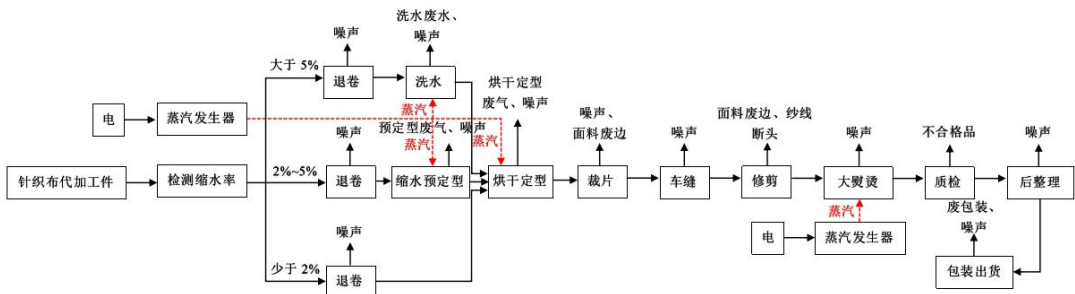 洗水废水、
噪声
噪声
大于 5%
退卷
洗水
烘干定型
废气、噪声
电
蒸汽发生器
蒸汽
噪声
预定型废气、噪声
蒸汽
蒸汽
噪声、
面料废边
噪声
面料废边、纱线
断头
噪声
不合格品
噪声
针织布代加工件
检测缩水率
2%~5%
退卷
缩水预定型
烘干定型
裁片
车缝
修剪
大熨烫
质检
后整理
噪声
蒸汽
废包装、
噪声
电
蒸汽发生器
少于 2%
退卷
包装出货